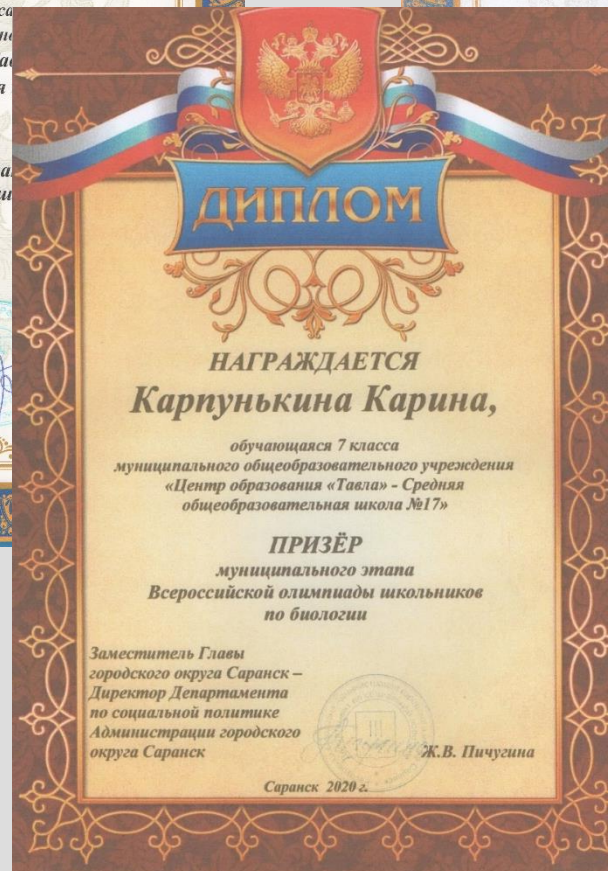 ДИПЛОМ
НАГРАЖДАЕТСЯ
Карпунькина Карина,
обучающаяся 7 класса
муниципального общеобразовательного учреждения
«Центр образования «Тавла» - Средняя
общеобразовательная школа №17»
ПРИЗЁР
муниципального этапа
Всероссийской олимпиады школьников
по биологии
Заместитель Главы
городского округа Саранск –
Директор Департамента
по социальной политике
Администрации городского
округа Саранск
Ж.В. Пичугина
Саранск 2020 г.